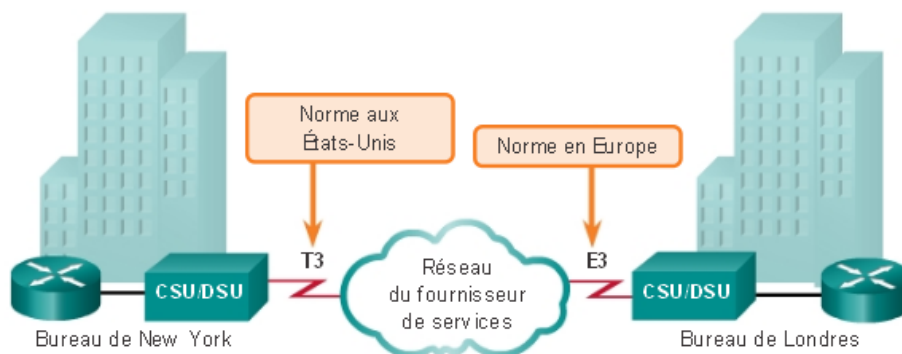 Norme aux
États-Unis
Norme en Europe
T3
E3
Réseau
du fournisseur
de services
CSU/DSU
CSU/DSU
Bureau de New York
Bureau de Londres